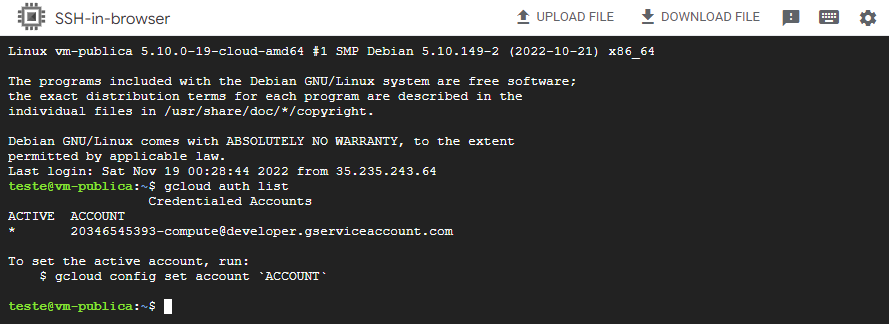 SSH-in-browser
UPLOAD FILE
DOWNLOAD FILE
Linux vm-publica 5.10.0-19-cloud-amd64 #1 SMP Debian 5.10.149-2 (2022-10-21) x86_64
The programs included with the Debian GNU/Linux system are free software;
the exact distribution terms for each program are described in the
individual files in /usr/share/doc/*/copyright.
Debian GNU/Linux comes with ABSOLUTELY NO WARRANTY, to the extent
permitted by applicable law.
Last login: Sat Nov 19 00:28:44 2022 from 35.235.243.64
teste@vm-publica:~$ gcloud auth list
Credentialed Accounts
ACTIVE  ACCOUNT
*       20346545393-compute@developer.gserviceaccount.com
To set the active account, run:
$ gcloud config set account `ACCOUNT`
teste@vm-publica:~$